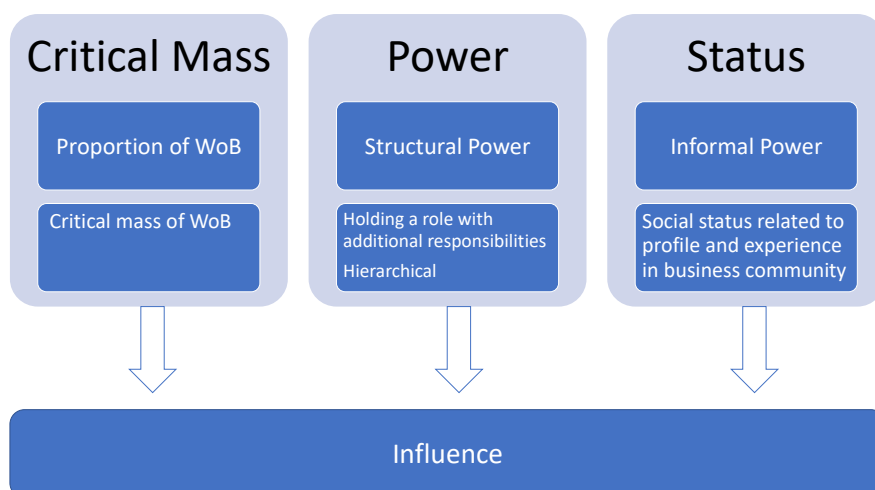 Critical Mass
Proportion of WoB
Critical mass of WoB
Power
Structural Power
Holding a role with
additional responsibilities
Hierarchical
Status
Informal Power
Social status related to
profile and experience
in business community
Influence